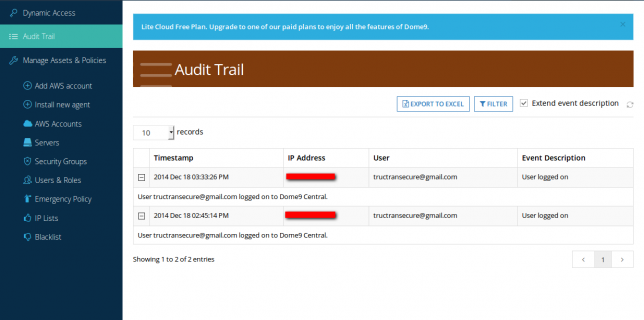 Dynamic Access
Audit Trail
Manage Assets & Policies
Add AWS account
Install new agent
AWS Accounts
Servers
Security Groups
Users & Roles
Emergency Policy
IP Lists
Blacklist
Lite Cloud Free Plan. Upgrade to one of our paid plans to enjoy all the features of Dome9.
Audit Trail
EXPORT TO EXCEL FILTER Extend event description
10 records
Timestamp IP Address User Event Description
2014 Dec 18 03:33:26 PM tructransecure@gmail.com User logged on
User tructransecure@gmail.com logged on to Dome9 Central.
2014 Dec 18 02:45:14 PM tructransecure@gmail.com User logged on
User tructransecure@gmail.com logged on to Dome9 Central.
Showing 1 to 2 of 2 entries
1